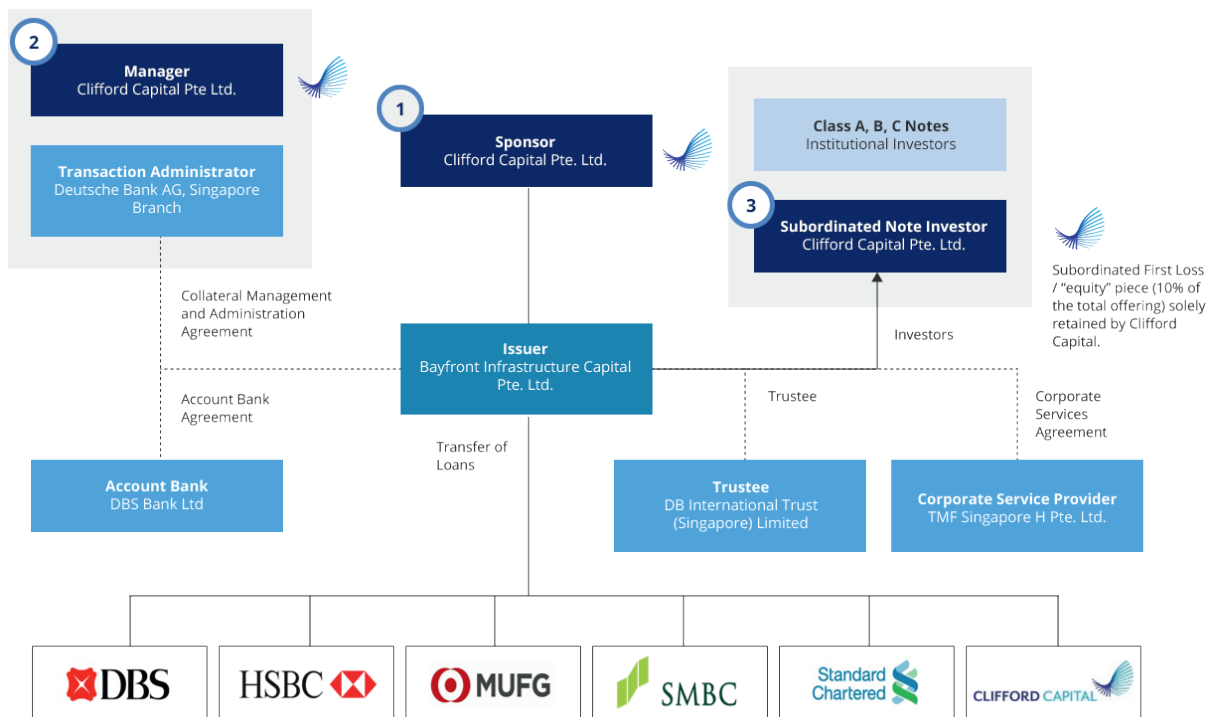 2
Manager
Clifford Capital Pte Ltd.
Transaction Administrator
Deutsche Bank AG, Singapore
Branch
1
Sponsor
Clifford Capital Pte. Ltd.
Class A, B, C Notes
Institutional Investors
3
Subordinated Note Investor
Clifford Capital Pte. Ltd.
Subordinated First Loss
/ “equity” piece (10% of
the total offering) solely
retained by Clifford
Capital.
Collateral Management
and Administration
Agreement
Issuer
Bayfront Infrastructure Capital
Pte. Ltd.
Investors
Account Bank
Agreement
Trustee
Corporate
Services
Agreement
Transfer of
Loans
Account Bank
DBS Bank Ltd
Trustee
DB International Trust
(Singapore) Limited
Corporate Service Provider
TMF Singapore H Pte. Ltd.
DBS
HSBC
MUFG
SMBC
Standard
Chartered
CLIFFORD CAPITAL